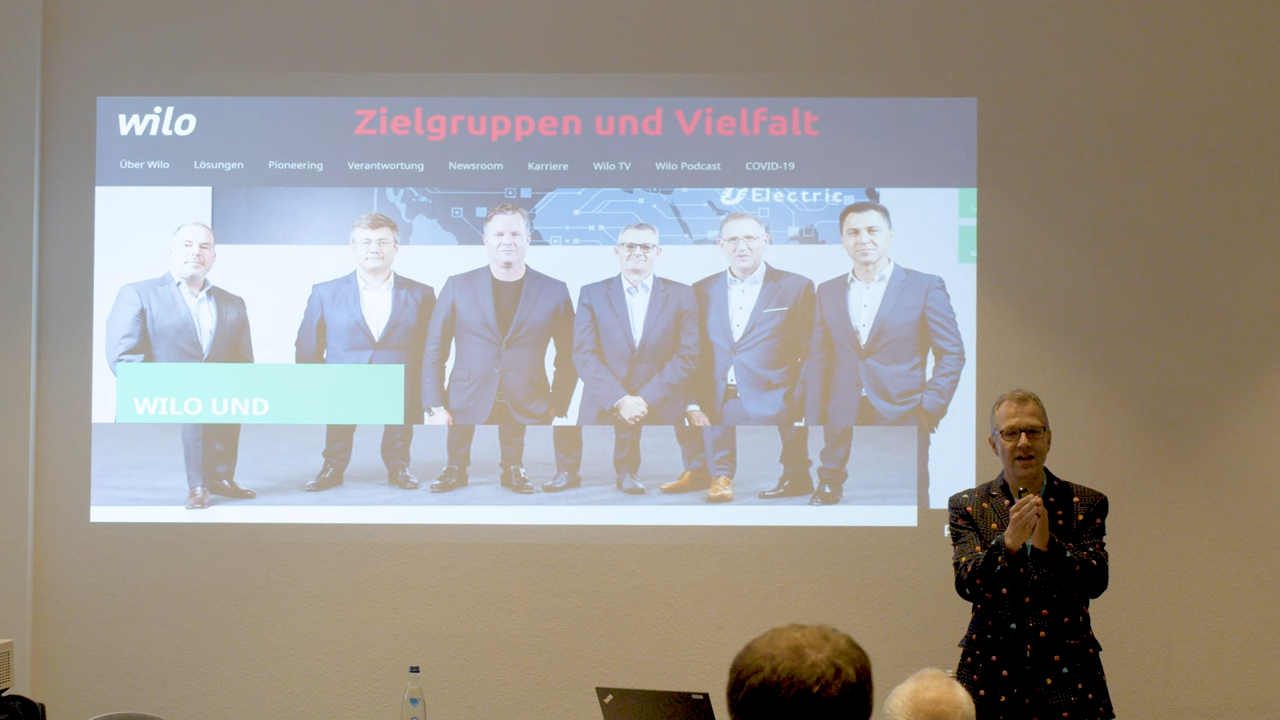 wilo
Zielgruppen und Vielfalt
Über Wilo Lösungen Pioneering Verantwortung Newsroom Karriere Wilo TV Wilo Podcast COVID-19
Electric
WILO UND